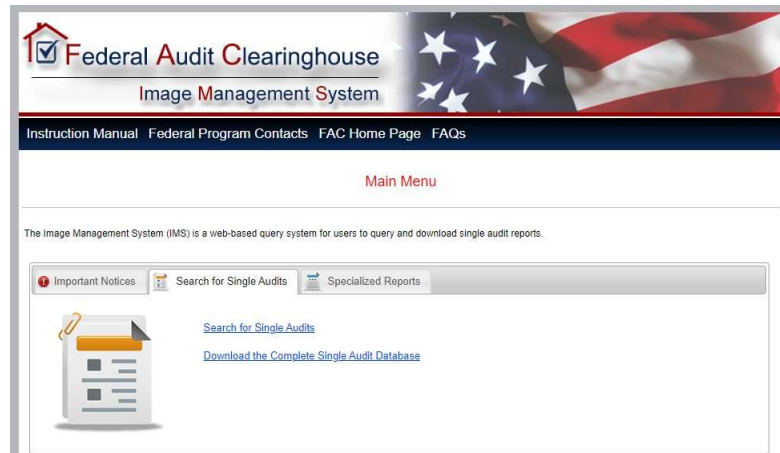 Federal Audit Clearinghouse
Image Management System
Instruction Manual Federal Program Contacts FAC Home Page FAQs
Main Menu
The Image Management System (IMS) is a web-based query system for users to query and download single audit reports.
Important Notices Search for Single Audits Specialized Reports
Search for Single Audits
Download the Complete Single Audit Database